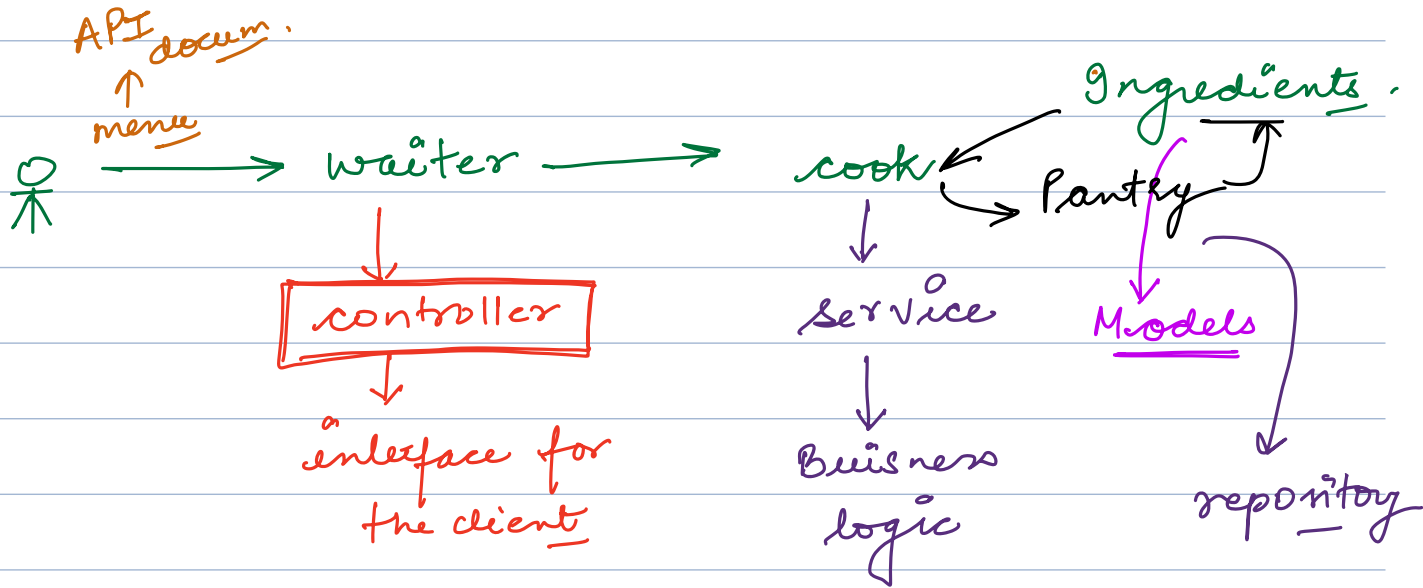 API
docum.
menu
waiter
cook
Ingredients.
Pantry
controller
service
Models
interface for
the client
Buisness
logic
repository